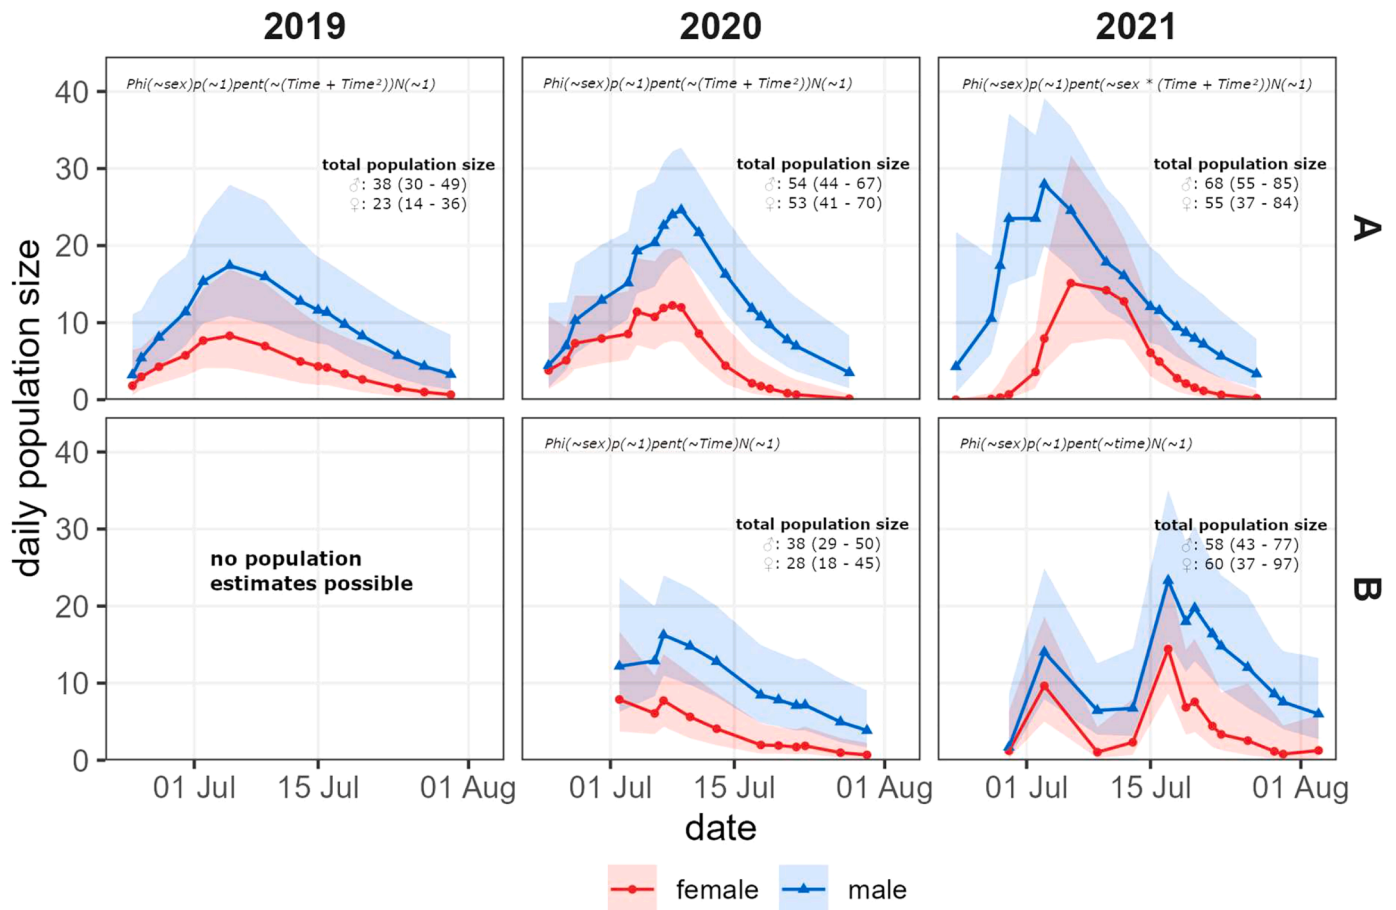 2019
2020
2021
Phi(~sex)p(~1)pent(~(Time + Time²))N(~1)
Phi(~sex)p(~1)pent(~(Time + Time²))N(~1)
Phi(~sex)p(~1)pent(~sex * (Time + Time²))N(~1)
total population size
♂: 38 (30 - 49)
♀: 23 (14 - 36)
total population size
♂: 54 (44 - 67)
♀: 53 (41 - 70)
total population size
♂: 68 (55 - 85)
♀: 55 (37 - 84)
40
30
20
10
0
A
daily population size
Phi(~sex)p(~1)pent(~Time)N(~1)
Phi(~sex)p(~1)pent(~time)N(~1)
no population
estimates possible
total population size
♂: 38 (29 - 50)
♀: 28 (18 - 45)
total population size
♂: 58 (43 - 77)
♀: 60 (37 - 97)
40
30
20
10
0
B
01 Jul
15 Jul
01 Aug
01 Jul
15 Jul
01 Aug
01 Jul
15 Jul
01 Aug
date
female
male